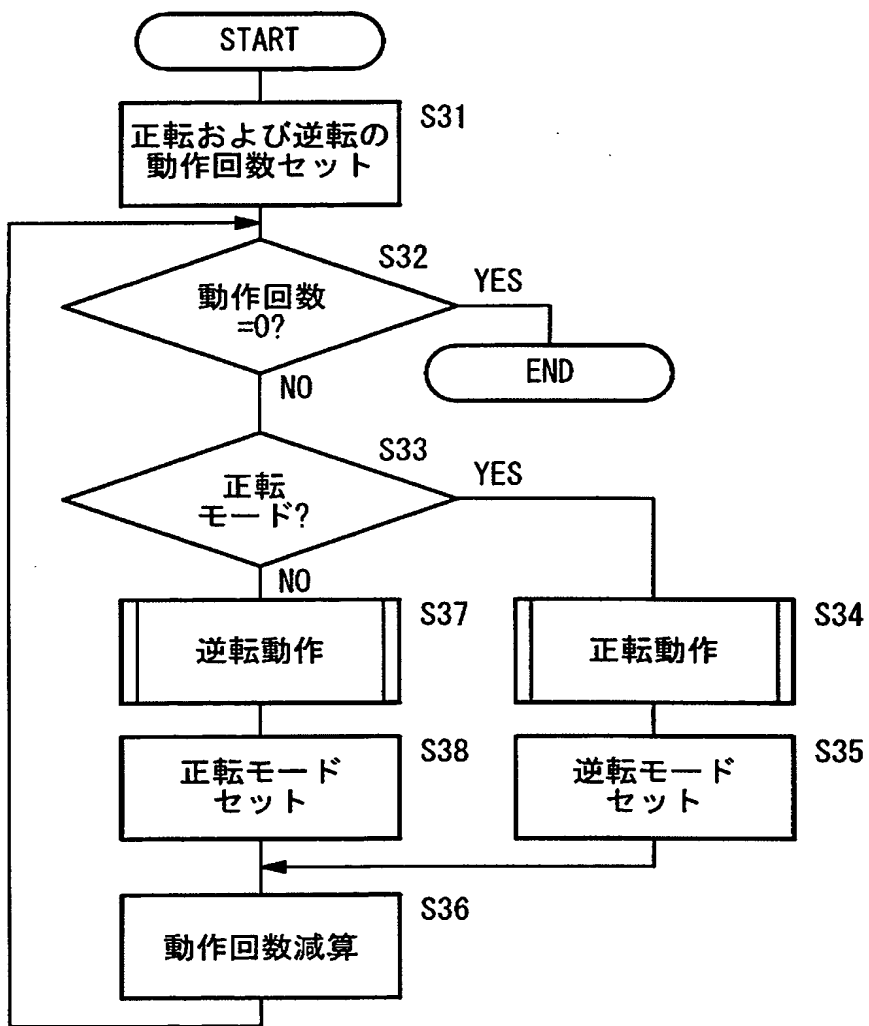 START
S31
正転および逆転の
動作回数セット
S32
動作回数
=0?
YES
END
NO
S33
正転
モード?
YES
NO
S37
逆転動作
S34
正転動作
S38
正転モード
セット
S35
逆転モード
セット
S36
動作回数減算